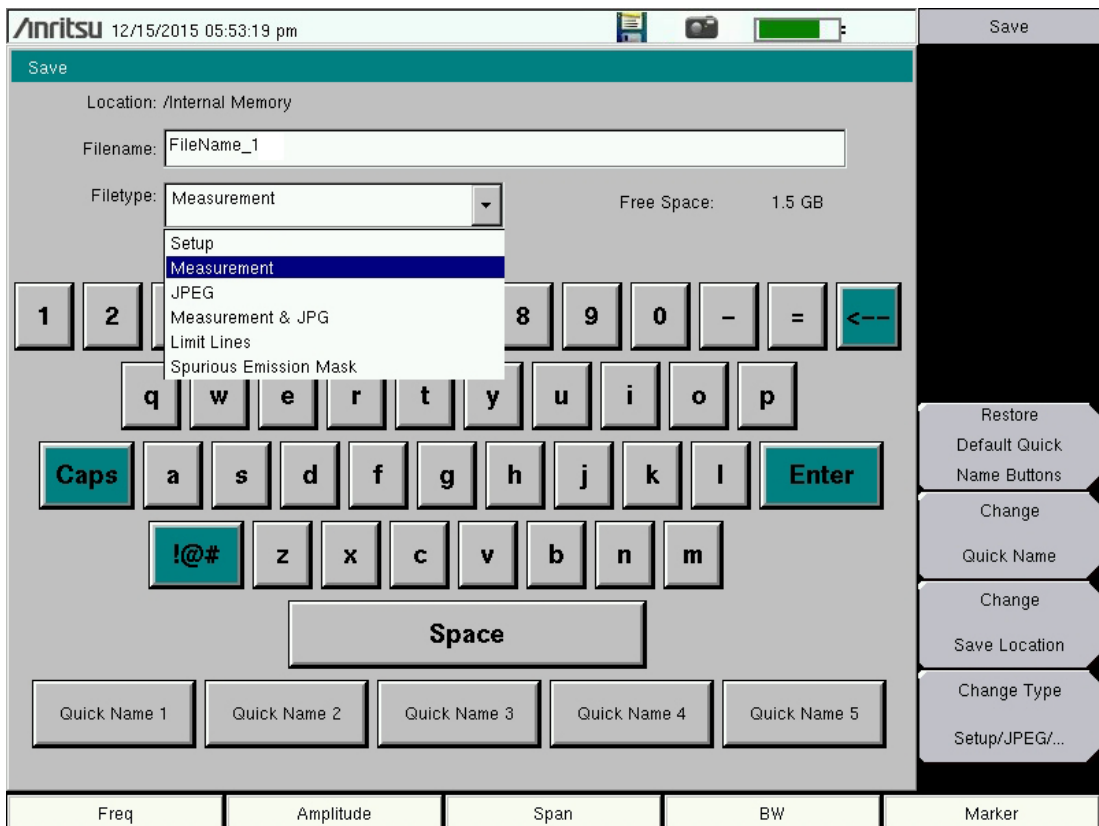 Anritsu 12/15/2015 05:53:19 pm
Save
Save
Location: /Internal Memory
Filename: FileName_1
Filetype: Measurement
Free Space: 1.5 GB
Setup
Measurement
JPEG
Measurement & JPG
Limit Lines
Spurious Emission Mask
1 2 8 9 0 - = <--
q w e r t y u i o p
Caps a s d f g h j k l Enter
!@# z x c v b n m
Space
Quick Name 1 Quick Name 2 Quick Name 3 Quick Name 4 Quick Name 5
Restore
Default Quick
Name Buttons
Change
Quick Name
Change
Save Location
Change Type
Setup/JPEG/...
Freq Amplitude Span BW Marker